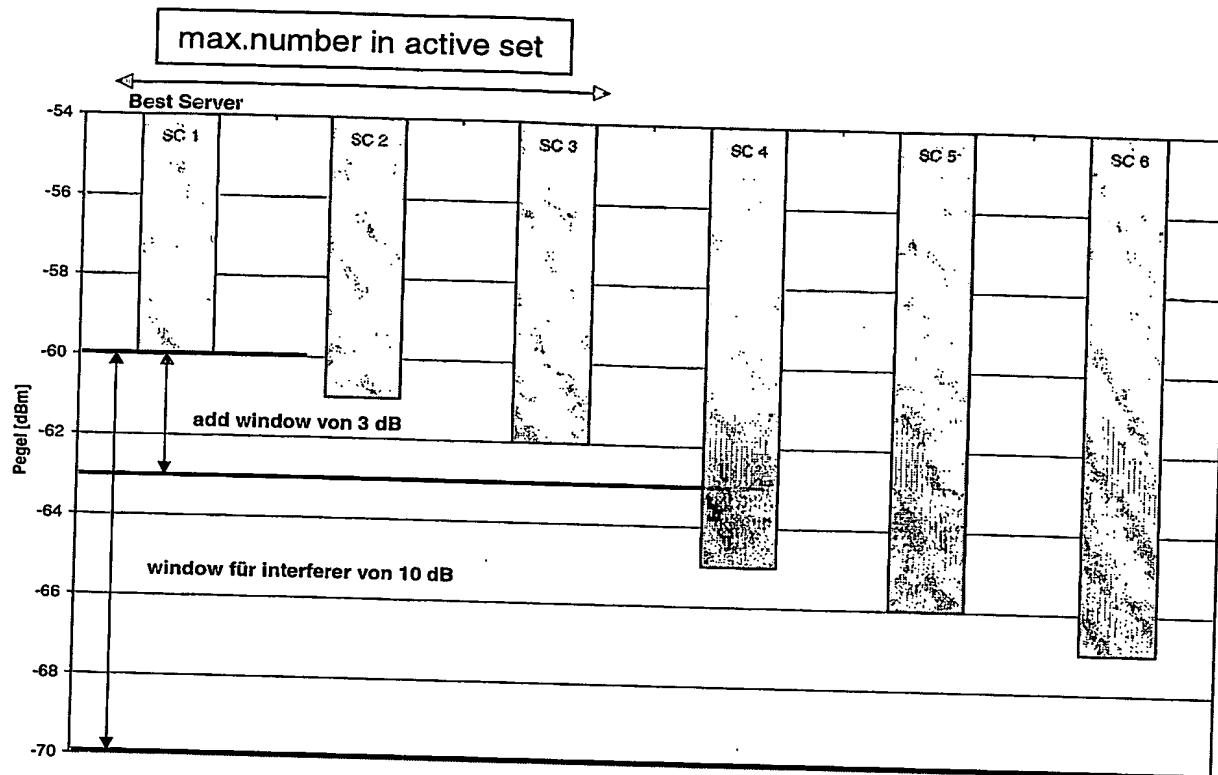 max.number in active set
Best Server
SC 1
SC 2
SC 3
SC 4
SC 5
SC 6
-54
-56
-58
-60
-62
-64
-66
-68
-70
Pegel [dBm]
add window von 3 dB
window für interferer von 10 dB